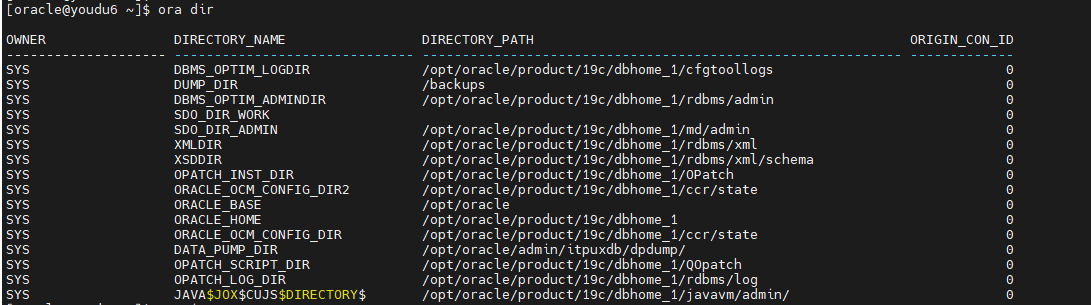 [oracle@youdu6 ~]$ ora dir
OWNER DIRECTORY_NAME DIRECTORY_PATH ORIGIN_CON_ID
-------------------- ------------------------------ ------------------------------------------------------------ -------------
SYS DBMS_OPTIM_LOGDIR /opt/oracle/product/19c/dbhome_1/cfgtoollogs 0
SYS DUMP_DIR /backups 0
SYS DBMS_OPTIM_ADMINDIR /opt/oracle/product/19c/dbhome_1/rdbms/admin 0
SYS SDO_DIR_WORK 0
SYS SDO_DIR_ADMIN /opt/oracle/product/19c/dbhome_1/md/admin 0
SYS XMLDIR /opt/oracle/product/19c/dbhome_1/rdbms/xml 0
SYS XSDDIR /opt/oracle/product/19c/dbhome_1/rdbms/xml/schema 0
SYS OPATCH_INST_DIR /opt/oracle/product/19c/dbhome_1/OPatch 0
SYS ORACLE_OCM_CONFIG_DIR2 /opt/oracle/product/19c/dbhome_1/ccr/state 0
SYS ORACLE_BASE /opt/oracle 0
SYS ORACLE_HOME /opt/oracle/product/19c/dbhome_1 0
SYS ORACLE_OCM_CONFIG_DIR /opt/oracle/product/19c/dbhome_1/ccr/state 0
SYS DATA_PUMP_DIR /opt/oracle/admin/itpuxdb/dpdump/ 0
SYS OPATCH_SCRIPT_DIR /opt/oracle/product/19c/dbhome_1/QOpatch 0
SYS OPATCH_LOG_DIR /opt/oracle/product/19c/dbhome_1/rdbms/log 0
SYS JAVA$JOX$CUJS$DIRECTORY$ /opt/oracle/product/19c/dbhome_1/javavm/admin/ 0